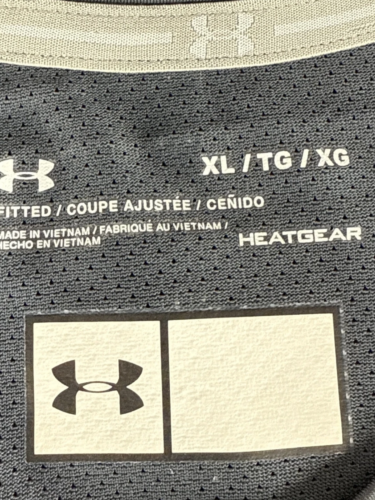 XL / TG / XG
FITTED / COUPE AJUSTÉE / CEÑIDO
MADE IN VIETNAM / FABRIQUÉ AU VIETNAM /
HECHO EN VIETNAM
HEATGEAR